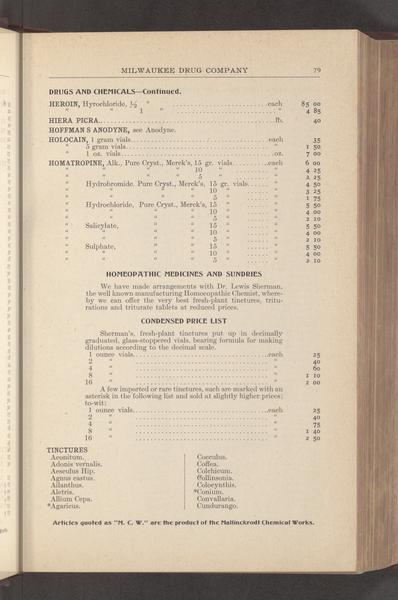 MILWAUKEE DRUG COMPANY 79
DRUGS AND CHEMICALS—Continued.
HEROIN, Hyrochloride, ½ " ........ each 85 00
" " 1 " ........ " 4 85
HIERA PICRA ........ lb. 40
HOFFMAN'S ANODYNE, see Anodyne.
HOLOCAIN, 1 gram vials ........ each 35
" 5 gram vials ........ " 1 50
" 1 oz. vials ........ oz. 7 00
HOMATROPINE, Alk., Pure Cryst., Merck's, 15 gr. vials ........ each 6 00
" " " " 10 " ........ " 4 25
" " " " 5 " ........ " 2 25
" Hydrobromide. Pure Cryst., Merck's, 15 gr. vials ...... " 4 50
" " " " 10 " ...... " 3 25
" " " " 5 " ...... " 1 75
" Hydrochloride, Pure Cryst., Merck's, 15 " ...... " 5 50
" " " " 10 " ...... " 4 00
" " " " 5 " ...... " 2 10
" Salicylate, " " 15 " ...... " 5 50
" " " " 10 " ...... " 4 00
" " " " 5 " ...... " 2 10
" Sulphate, " " 15 " ...... " 5 50
" " " " 10 " ...... " 4 00
" " " " 5 " ...... " 2 10
HOMEOPATHIC MEDICINES AND SUNDRIES
We have made arrangements with Dr. Lewis Sherman,
the well known manufacturing Homoeopathic Chemist, where-
by we can offer the very best fresh-plant tinctures, tritu-
rations and triturate tablets at reduced prices.
CONDENSED PRICE LIST
Sherman's, fresh-plant tinctures put up in decimally
graduated, glass-stoppered vials, bearing formula for making
dilutions according to the decimal scale.
1 ounce vials ........ each 25
2 " ........ " 40
4 " ........ " 60
8 " ........ " 1 10
16 " ........ " 2 00
A few imported or rare tinctures, such are marked with an
asterisk in the following list and sold at slightly higher prices;
to-wit:
1 ounce vials ........ each 25
2 " ........ " 40
4 " ........ " 75
8 " ........ " 1 40
16 " ........ " 2 50
TINCTURES
Aconitum.
Adonis vernalis.
Aesculus Hip.
Agnus castus.
Ailanthus.
Aletris.
Allium Cepa.
*Agaricus.
Cocculus.
Coffea.
Colchicum.
Collinsonia.
Colocynthis.
*Conium.
Convallaria.
Cundurango.
Articles quoted as "M. C. W." are the product of the Mallinckrodt Chemical Works.